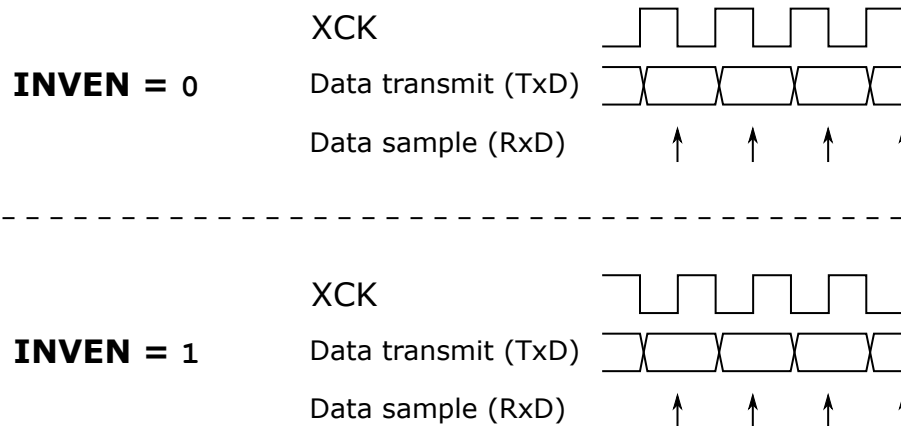 XCK
INVEN = 0
Data transmit (TxD)
Data sample (RxD)
XCK
INVEN = 1
Data transmit (TxD)
Data sample (RxD)